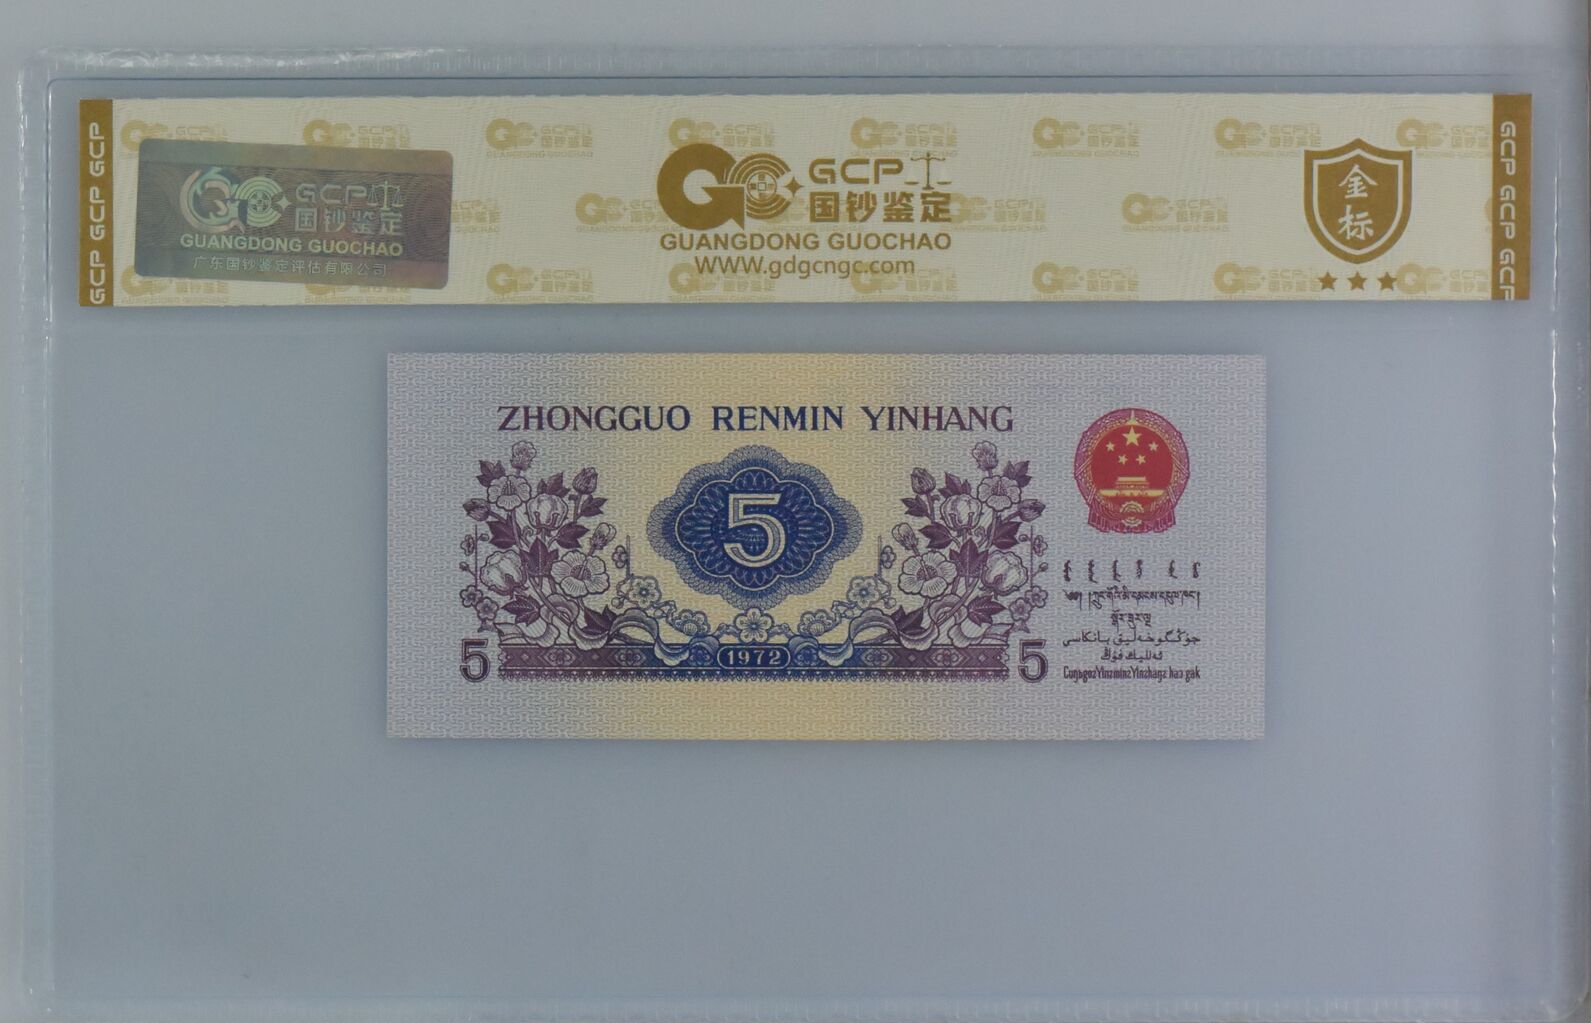 GCP GCP GCP
GCP
国钞鉴定
GUANGDONG GUOCHAO
广东国钞鉴定评估有限公司
GCP
国钞鉴定
GUANGDONG GUOCHAO
WWW.gdgcngc.com
金
标
GCP GCP GCP
ZHONGGUO RENMIN YINHANG
5
5
1972
5
جۇڭگوخەلىق بانكاسى